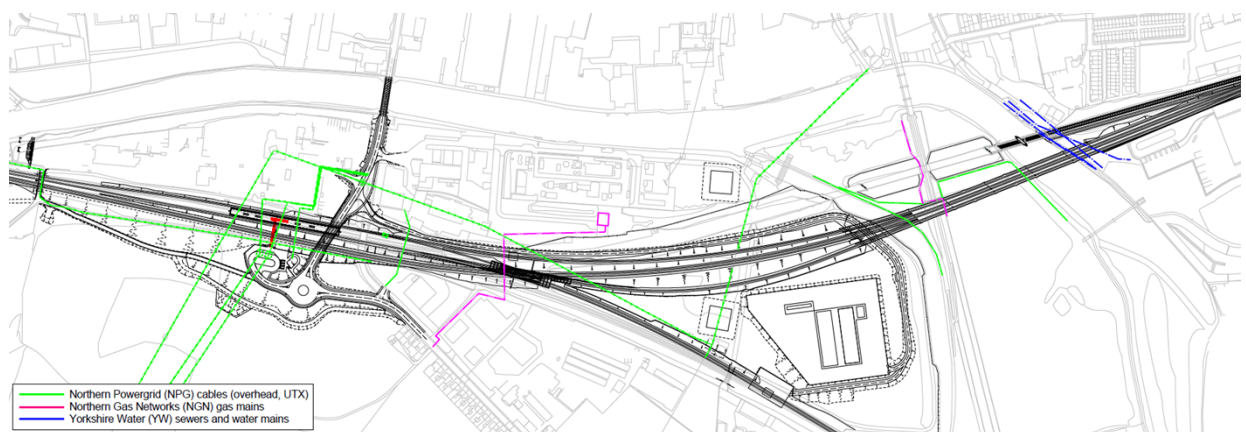 Northern Powergrid (NPG) cables (overhead, UTX)
Northern Gas Networks (NGN) gas mains
Yorkshire Water (YW) sewers and water mains